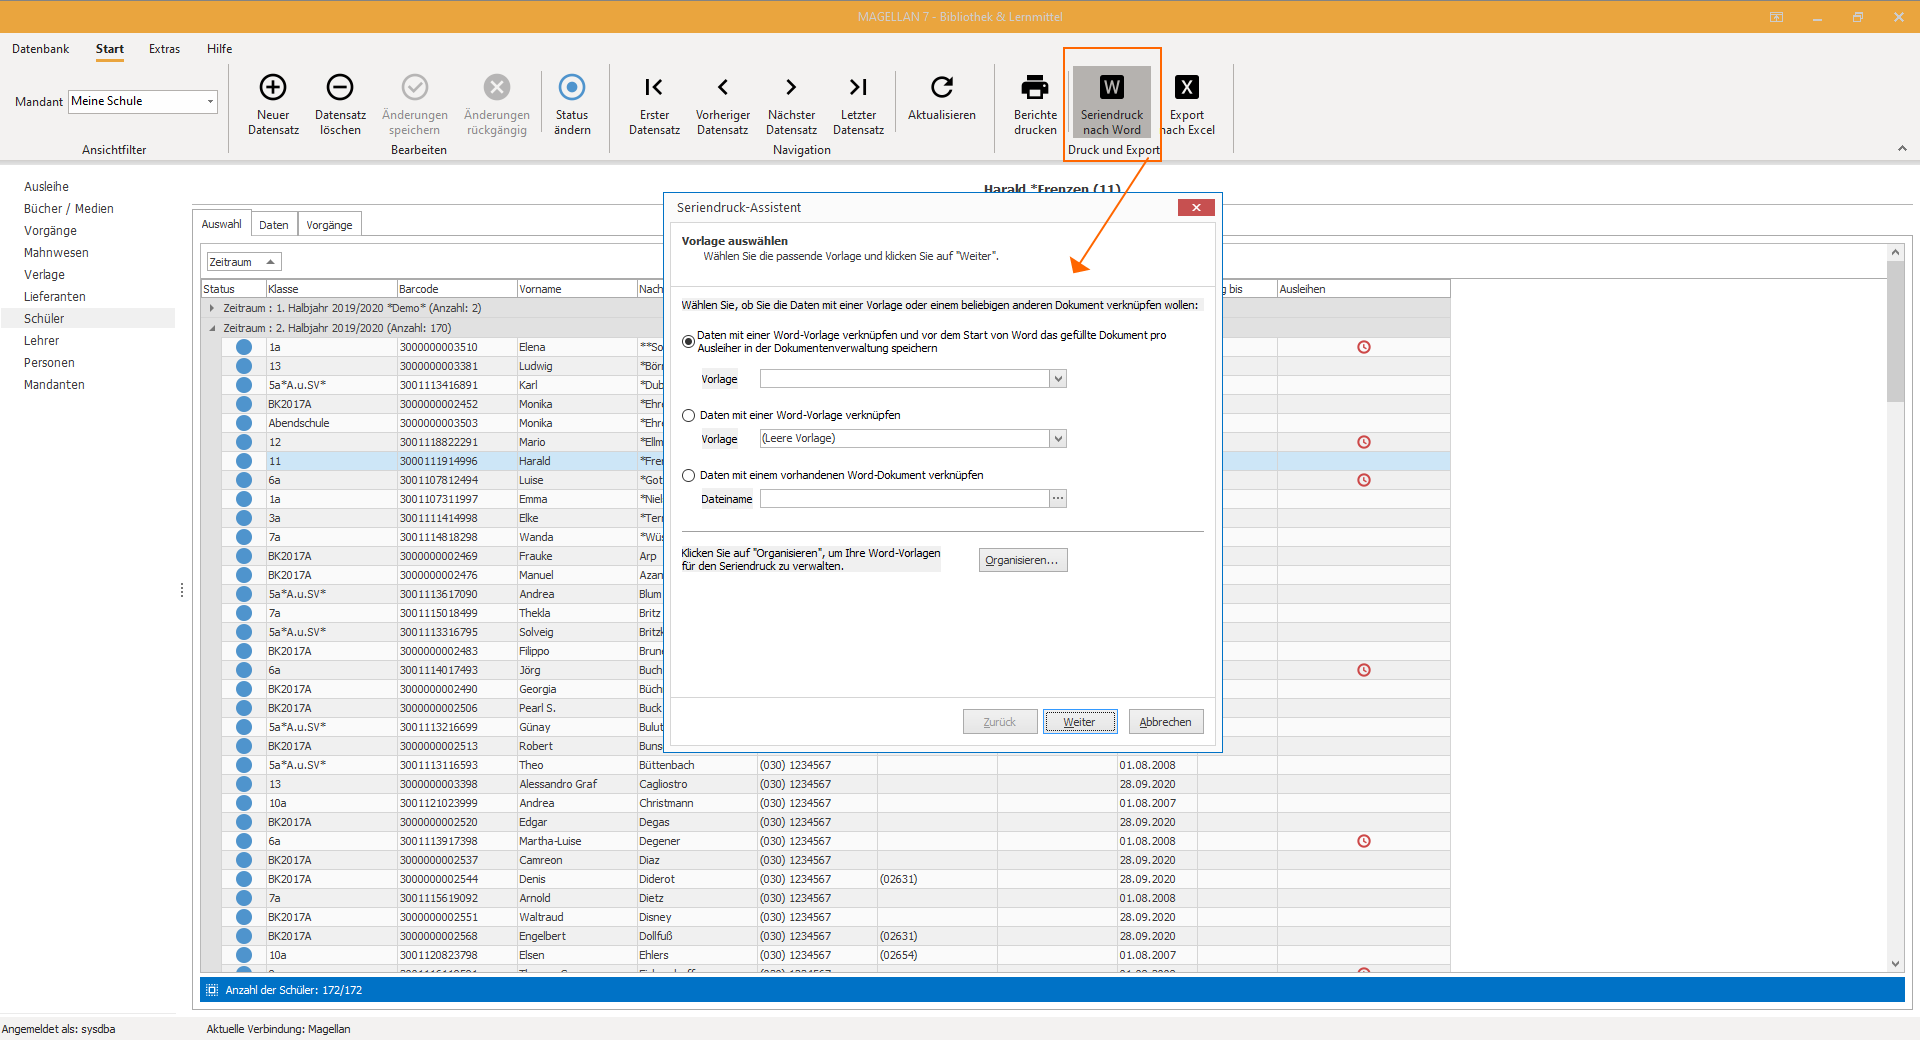 MAGELLAN 7 - Bibliothek & Lernmittel
Datenbank Start Extras Hilfe
Mandant Meine Schule
Ansichtfilter
Neuer Datensatz
Datensatz löschen
Änderungen speichern
Änderungen rückgängig
Status ändern
Bearbeiten
Erster Datensatz
Vorheriger Datensatz
Nächster Datensatz
Letzter Datensatz
Navigation
Aktualisieren
Berichte drucken
W Seriendruck nach Word
X Export nach Excel
Druck und Export
Ausleihe
Bücher / Medien
Vorgänge
Mahnwesen
Verlage
Lieferanten
Schüler
Lehrer
Personen
Mandanten
Harald *Frenzen (11)
Auswahl Daten Vorgänge
Zeitraum
Status Klasse Barcode Vorname Nach g bis Ausleihen
Zeitraum : 1. Halbjahr 2019/2020 *Demo* (Anzahl: 2)
Zeitraum : 2. Halbjahr 2019/2020 (Anzahl: 170)
1a 3000000003510 Elena **So
13 3000000003381 Ludwig *Börn
5a*A.u.SV* 3001113416891 Karl *Dub
BK2017A 3000000002452 Monika *Ehre
Abendschule 3000000003503 Monika *Ehre
12 3001118822291 Mario *Ellm
11 3000111914996 Harald *Fren
6a 3001107812494 Luise *Got
1a 3001107311997 Emma *Niel
3a 3001111414998 Elke *Tern
7a 3001114818298 Wanda *Wüs
BK2017A 3000000002469 Frauke Arp
BK2017A 3000000002476 Manuel Azan
5a*A.u.SV* 3001113617090 Andrea Blum
7a 3001115018499 Thekla Britz
5a*A.u.SV* 3001113316795 Solveig Britzk
BK2017A 3000000002483 Filippo Brune
6a 3001114017493 Jörg Buch
BK2017A 3000000002490 Georgia Büch
BK2017A 3000000002506 Pearl S. Buck
5a*A.u.SV* 3001113216699 Günay Bulut
BK2017A 3000000002513 Robert Buns
5a*A.u.SV* 3001113116593 Theo Büttenbach (030) 1234567 01.08.2008
13 3000000003398 Alessandro Graf Cagliostro (030) 1234567 28.09.2020
10a 3001121023999 Andrea Christmann (030) 1234567 01.08.2007
BK2017A 3000000002520 Edgar Degas (030) 1234567 28.09.2020
6a 3001113917398 Martha-Luise Degener (030) 1234567 01.08.2008
BK2017A 3000000002537 Camreon Diaz (030) 1234567 28.09.2020
BK2017A 3000000002544 Denis Diderot (030) 1234567 (02631) 28.09.2020
7a 3001115619092 Arnold Dietz (030) 1234567 01.08.2008
BK2017A 3000000002551 Waltraud Disney (030) 1234567 28.09.2020
BK2017A 3000000002568 Engelbert Dollfuß (030) 1234567 (02631) 28.09.2020
10a 3001120823798 Elsen Ehlers (030) 1234567 (02654) 01.08.2007
Seriendruck-Assistent
Vorlage auswählen
Wählen Sie die passende Vorlage und klicken Sie auf "Weiter".
Wählen Sie, ob Sie die Daten mit einer Vorlage oder einem beliebigen anderen Dokument verknüpfen wollen:
Daten mit einer Word-Vorlage verknüpfen und vor dem Start von Word das gefüllte Dokument pro
Ausleiher in der Dokumentenverwaltung speichern
Vorlage
Daten mit einer Word-Vorlage verknüpfen
Vorlage (Leere Vorlage)
Daten mit einem vorhandenen Word-Dokument verknüpfen
Dateiname ...
Klicken Sie auf "Organisieren", um Ihre Word-Vorlagen
für den Seriendruck zu verwalten.
Organisieren...
Zurück Weiter Abbrechen
Anzahl der Schüler: 172/172
Angemeldet als: sysdba Aktuelle Verbindung: Magellan